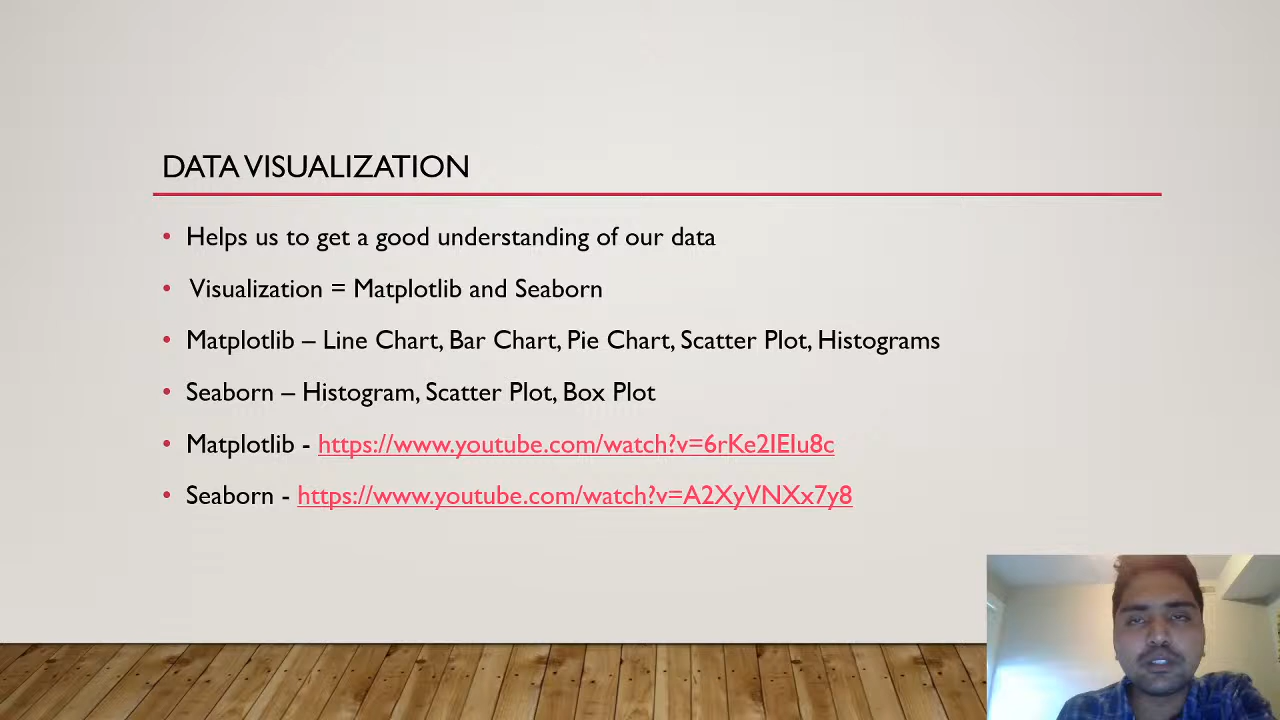 DATA VISUALIZATION
• Helps us to get a good understanding of our data
• Visualization = Matplotlib and Seaborn
• Matplotlib – Line Chart, Bar Chart, Pie Chart, Scatter Plot, Histograms
• Seaborn – Histogram, Scatter Plot, Box Plot
• Matplotlib - https://www.youtube.com/watch?v=6rKe2IEIu8c
• Seaborn - https://www.youtube.com/watch?v=A2XyVNXx7y8